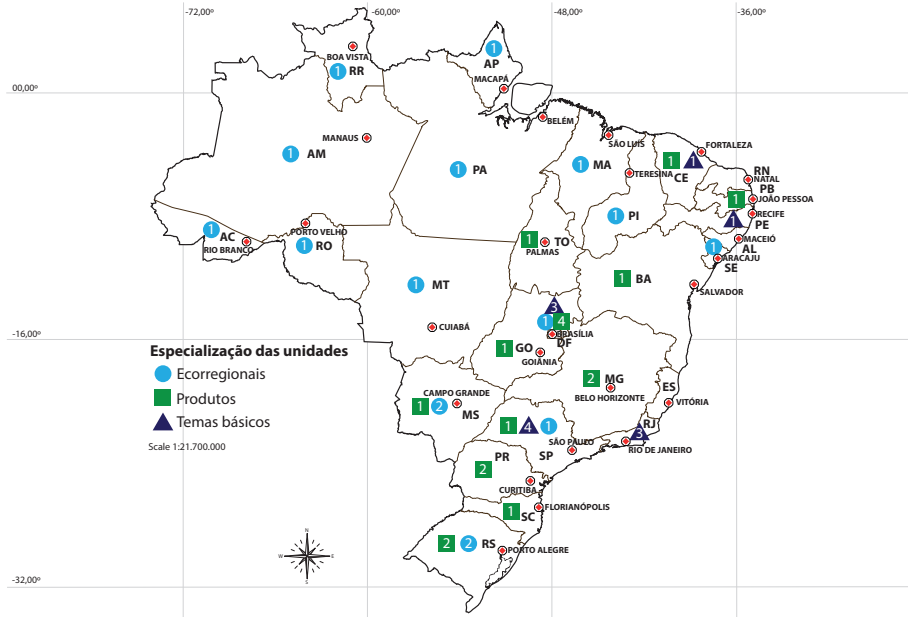 -72,00º
-60,00º
-48,00º
-36,00º
1
AP
BOA VISTA
1 RR
MACAPÁ
00,00º
BELÉM
MANAUS
SÃO LUIS
FORTALEZA
1 AM
1 PA
1 MA
1 1
CE
TERESINA
RN
NATAL
PB
1
JOÃO PESSOA
RECIFE
1
PE
1 PI
1 AC
RIO BRANCO
PORTO VELHO
1 RO
1 TO
PALMAS
MACEIÓ
AL
1
ARACAJU
SE
1 MT
1 BA
SALVADOR
3
1 4
BRASÍLIA
DF
CUIABÁ
-16,00º
1 GO
GOIÂNIA
2 MG
BELO HORIZONTE
ES
VITÓRIA
Especialização das unidades
Ecorregionais
Produtos
Temas básicos
Scale 1:21.700.000
CAMPO GRANDE
1 2
MS
1 4 1
SÃO PAULO
SP
RJ
3
RIO DE JANEIRO
PR
2
CURITIBA
1 SC
FLORIANÓPOLIS
2 2 RS
PORTO ALEGRE
N
W E
S
-32,00º